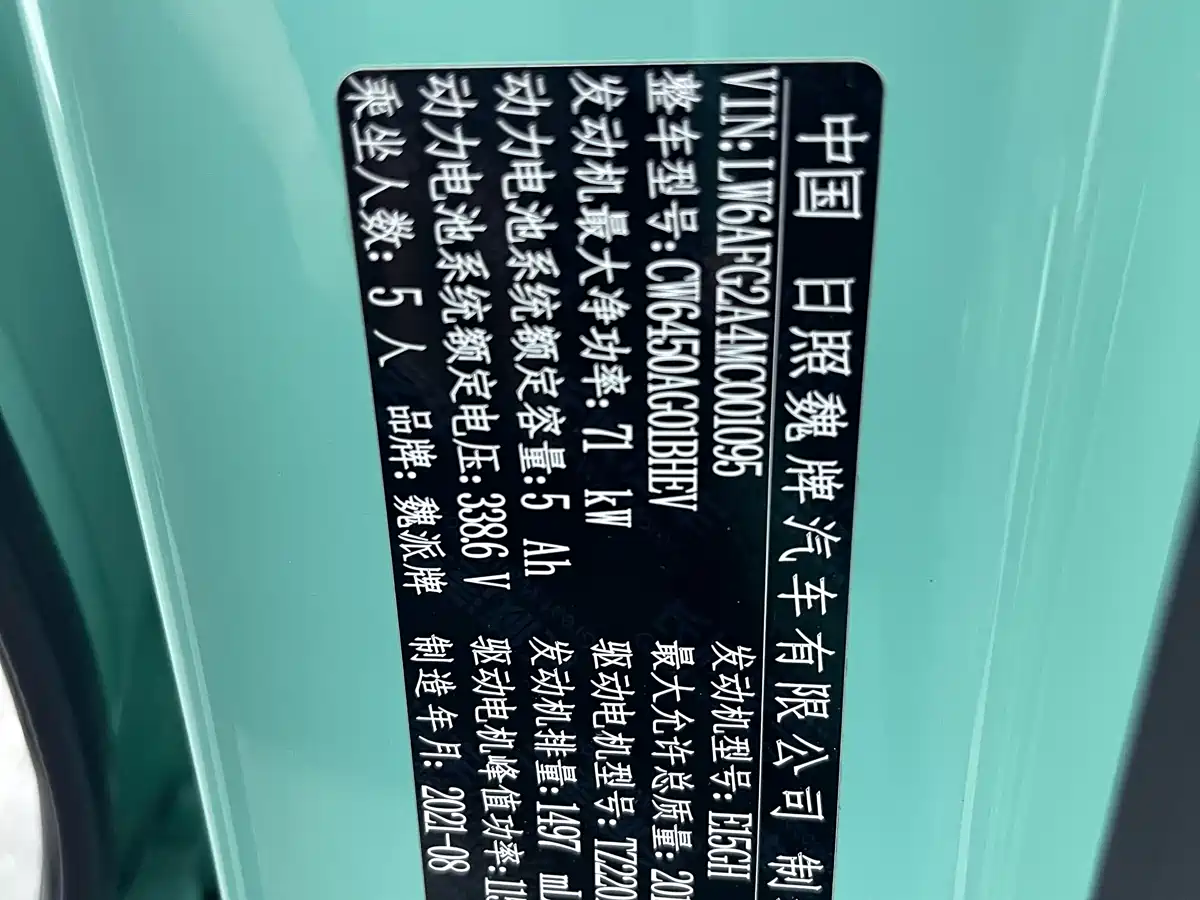 中国 日照魏牌汽车有限公司 制
VIN:LW6AFG2A4MC001095
整车型号:CW6450AG01BHEV 发动机型号:E15GH
发动机最大净功率:71 kW 最大允许总质量:201
动力电池系统额定容量:5 Ah 驱动电机型号:TZ220
动力电池系统额定电压:338.6 V 发动机排量:1497 mL
乘坐人数:5 人 驱动电机峰值功率:115
品牌:魏派牌 制造年月:2021-08